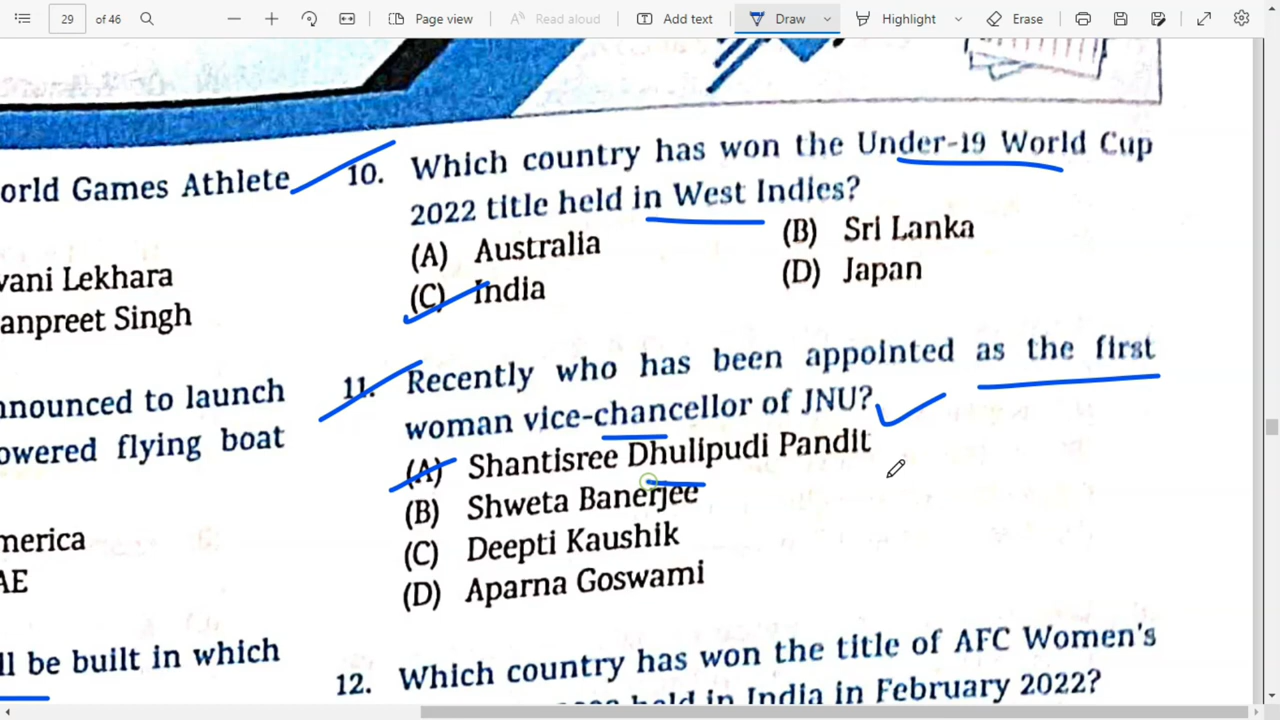 29 of 46
Page view
Read aloud
Add text
Draw
Highlight
Erase
orld Games Athlete
vani Lekhara
anpreet Singh
nnounced to launch
owered flying boat
merica
AE
ll be built in which
10. Which country has won the Under-19 World Cup
2022 title held in West Indies?
(A) Australia (B) Sri Lanka
(C) India (D) Japan
11. Recently who has been appointed as the first
woman vice-chancellor of JNU?
(A) Shantisree Dhulipudi Pandit
(B) Shweta Banerjee
(C) Deepti Kaushik
(D) Aparna Goswami
12. Which country has won the title of AFC Women's
held in India in February 2022?